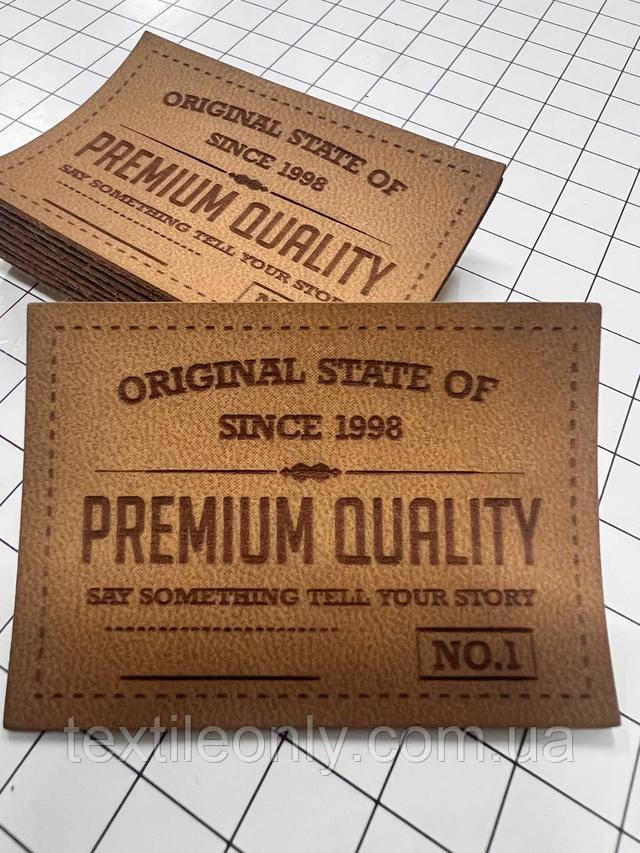 ORIGINAL STATE OF
SINCE 1998
PREMIUM QUALITY
SAY SOMETHING TELL YOUR STORY
ORIGINAL STATE OF
SINCE 1998
PREMIUM QUALITY
SAY SOMETHING TELL YOUR STORY
NO.1
textileonly.com.ua